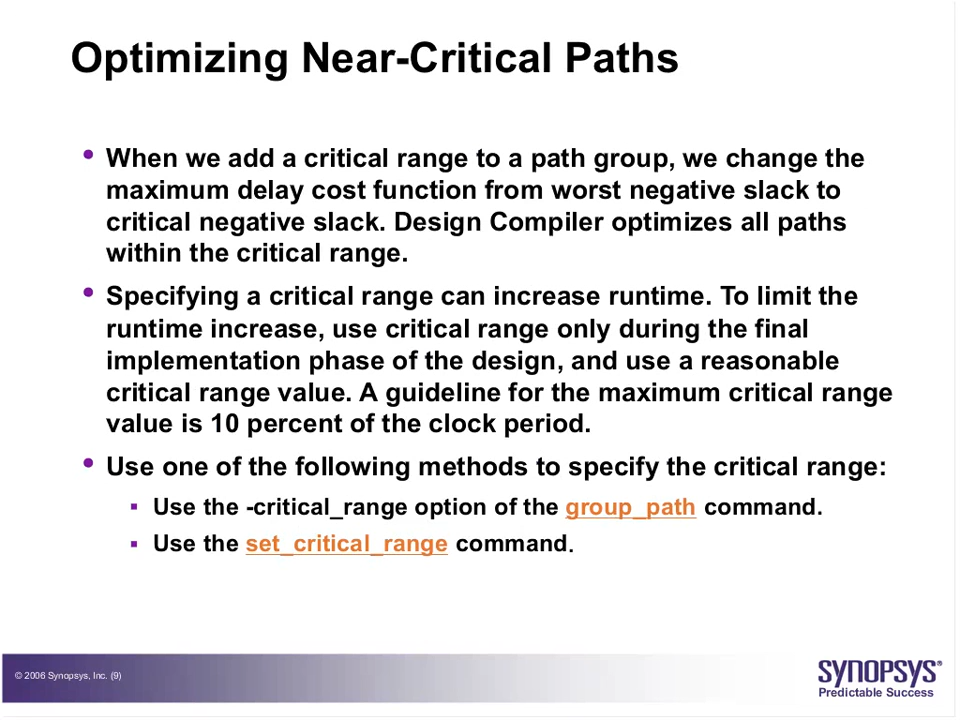 Optimizing Near-Critical Paths
• When we add a critical range to a path group, we change the
maximum delay cost function from worst negative slack to
critical negative slack. Design Compiler optimizes all paths
within the critical range.
• Specifying a critical range can increase runtime. To limit the
runtime increase, use critical range only during the final
implementation phase of the design, and use a reasonable
critical range value. A guideline for the maximum critical range
value is 10 percent of the clock period.
• Use one of the following methods to specify the critical range:
▪ Use the -critical_range option of the group_path command.
▪ Use the set_critical_range command.
© 2006 Synopsys, Inc. (9)
SYNOPSYS®
Predictable Success